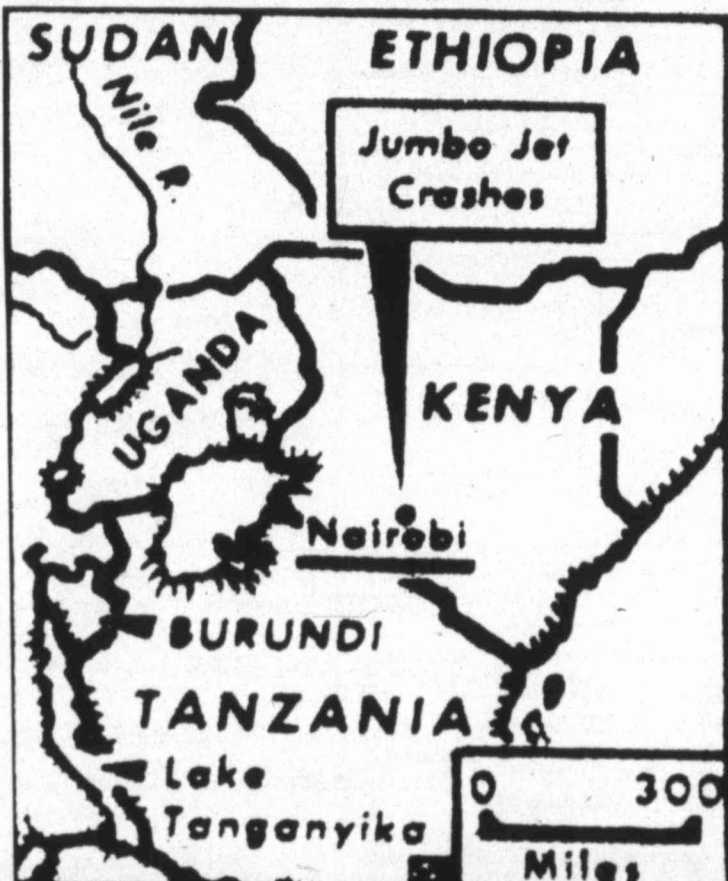 SUDAN
ETHIOPIA
Nile R.
Jumbo Jet
Crashes
UGANDA
KENYA
Nairobi
BURUNDI
TANZANIA
Lake
Tanganyika
0 300
Miles